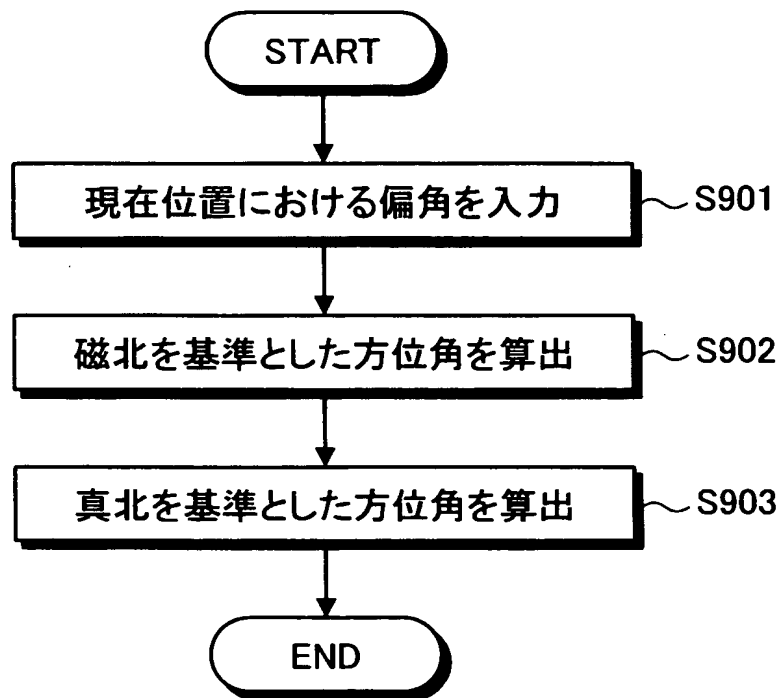 START
現在位置における偏角を入力
S901
磁北を基準とした方位角を算出
S902
真北を基準とした方位角を算出
S903
END